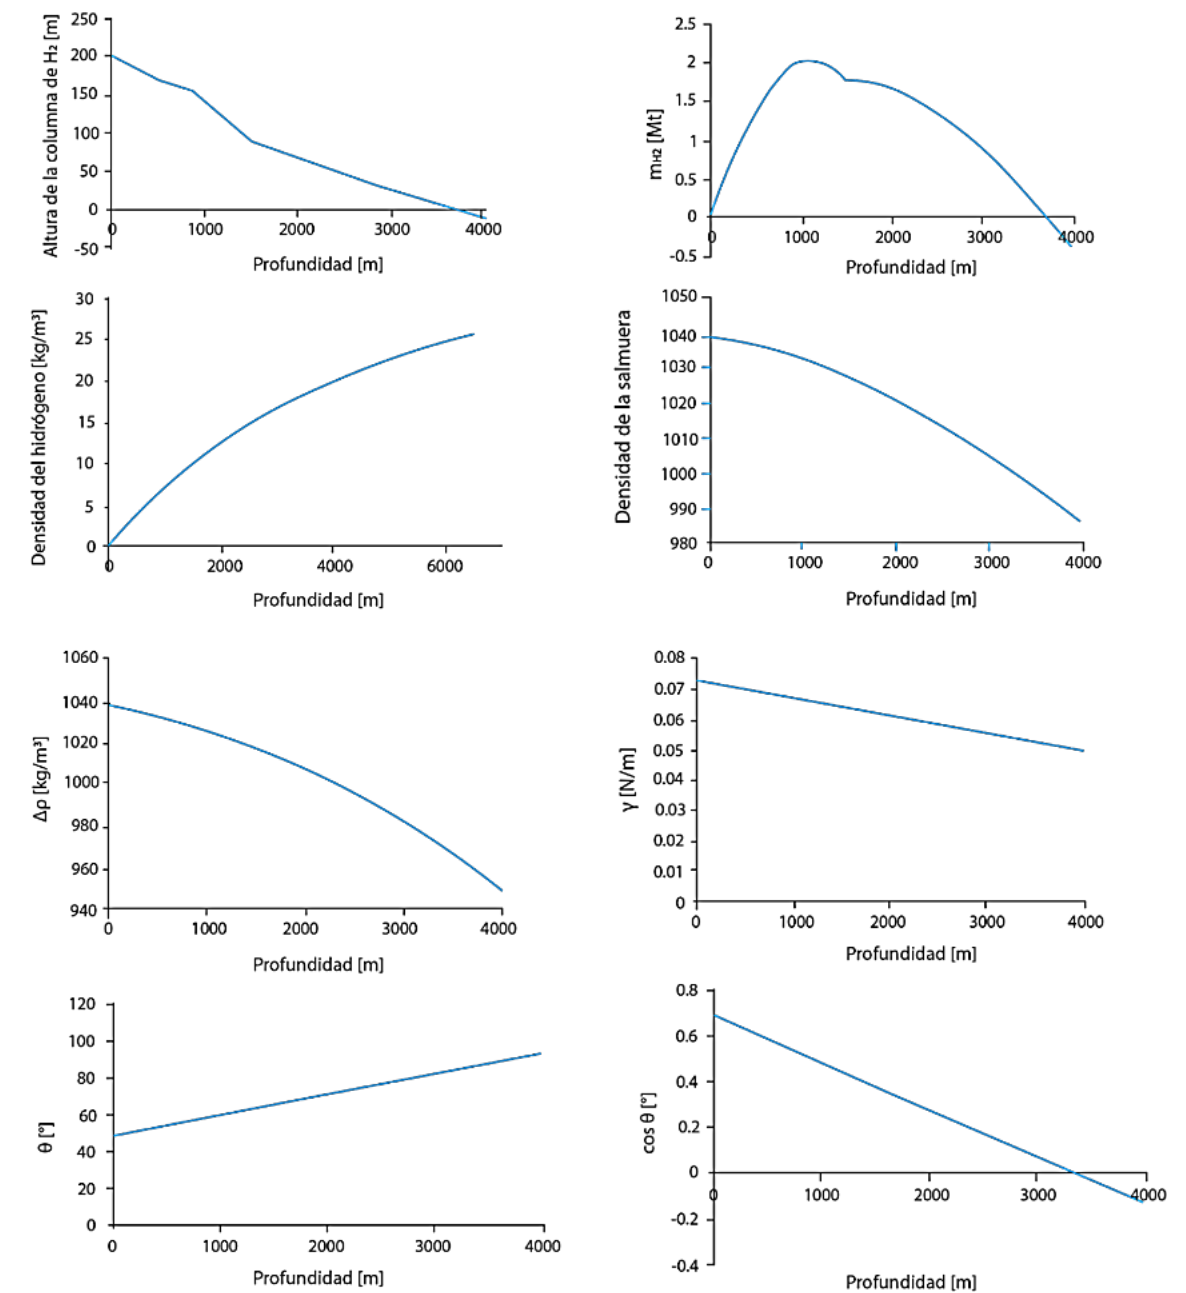 Altura de la columna de H₂ [m]
250
200
150
100
50
0
-50
0 1000 2000 3000 4000
Profundidad [m]
mH2 [Mt]
2.5
2
1.5
1
0.5
0
-0.5
0 1000 2000 3000 4000
Profundidad [m]
Densidad del hidrógeno [kg/m³]
30
25
20
15
10
5
0
0 2000 4000 6000
Profundidad [m]
Densidad de la salmuera
1050
1040
1030
1020
1010
1000
990
980
0 1000 2000 3000 4000
Profundidad [m]
Δρ [kg/m³]
1060
1040
1020
1000
980
960
940
0 1000 2000 3000 4000
Profundidad [m]
γ [N/m]
0.08
0.07
0.06
0.05
0.04
0.03
0.02
0.01
0
0 1000 2000 3000 4000
Profundidad [m]
θ [°]
120
100
80
60
40
20
0
0 1000 2000 3000 4000
Profundidad [m]
cos θ [°]
0.8
0.6
0.4
0.2
0
-0.2
-0.4
0 1000 2000 3000 4000
Profundidad [m]